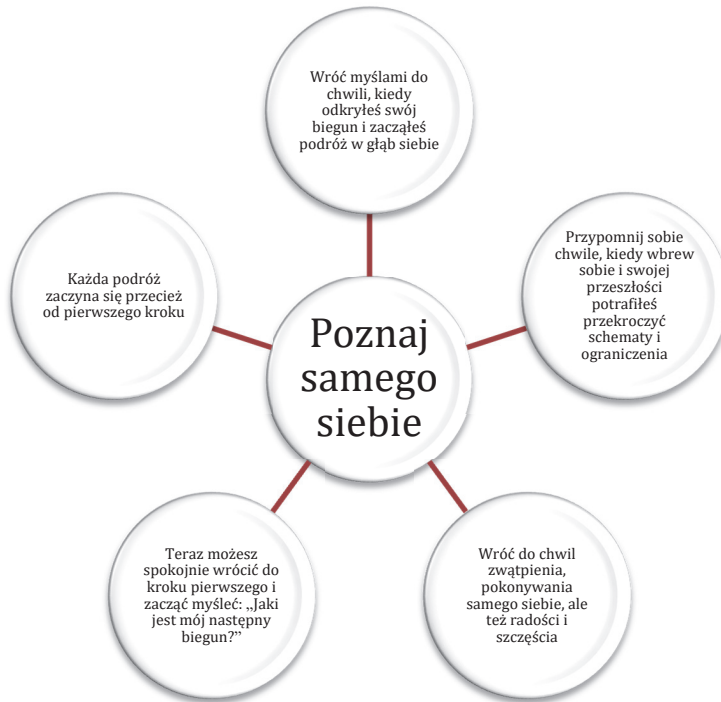 Wróć myślami do
chwili, kiedy
odkryłeś swój
biegun i zacząłeś
podróż w głąb siebie
Przypomnij sobie
chwile, kiedy wbrew
sobie i swojej
przeszłości
potrafiłeś
przekroczyć
schematy i
ograniczenia
Wróć do chwil
zwątpienia,
pokonywania
samego siebie, ale
też radości i
szczęścia
Teraz możesz
spokojnie wrócić do
kroku pierwszego i
zacząć myśleć: „Jaki
jest mój następny
biegun?”
Każda podróż
zaczyna się przecież
od pierwszego kroku
Poznaj
samego
siebie